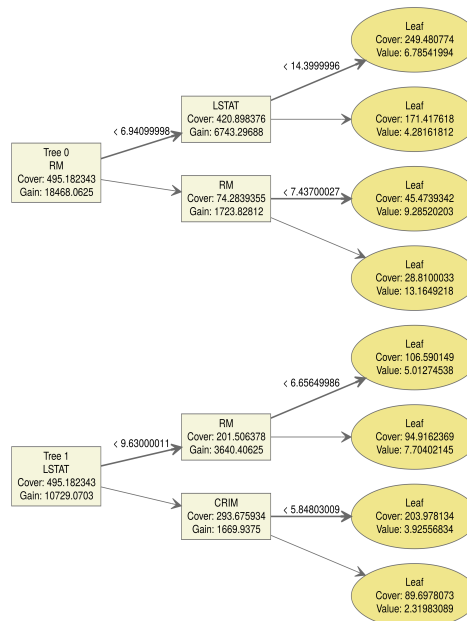 Leaf
Cover: 249.480774
Value: 6.78541994
< 14.3999996
LSTAT
Cover: 420.898376
Gain: 6743.29688
Leaf
Cover: 171.417618
Value: 4.28161812
< 6.94099998
Tree 0
RM
Cover: 495.182343
Gain: 18468.0625
RM
Cover: 74.2839355
Gain: 1723.82812
< 7.43700027
Leaf
Cover: 45.4739342
Value: 9.28520203
Leaf
Cover: 28.8100033
Value: 13.1649218
Leaf
Cover: 106.590149
Value: 5.01274538
< 6.65649986
RM
Cover: 201.506378
Gain: 3640.40625
Leaf
Cover: 94.9162369
Value: 7.70402145
< 9.63000011
Tree 1
LSTAT
Cover: 495.182343
Gain: 10729.0703
CRIM
Cover: 293.675934
Gain: 1669.9375
< 5.84803009
Leaf
Cover: 203.978134
Value: 3.92556834
Leaf
Cover: 89.6978073
Value: 2.31983089